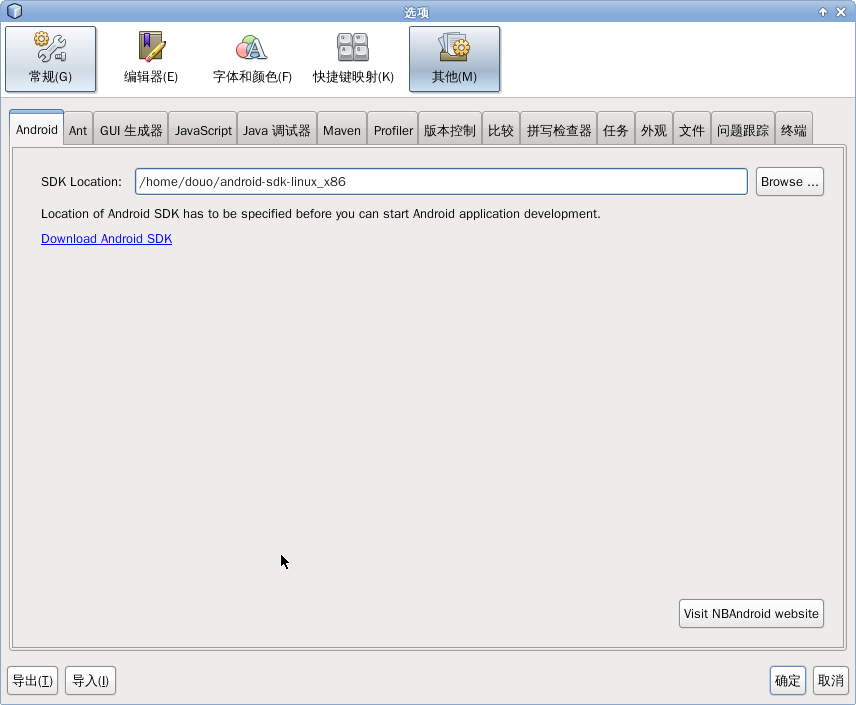 选项
常规(G) 编辑器(E) 字体和颜色(F) 快捷键映射(K) 其他(M)
Android Ant GUI 生成器 JavaScript Java 调试器 Maven Profiler 版本控制 比较 拼写检查器 任务 外观 文件 问题跟踪 终端
SDK Location: /home/douo/android-sdk-linux_x86 Browse ...
Location of Android SDK has to be specified before you can start Android application development.
Download Android SDK
Visit NBAndroid website
导出(T) 导入(I) 确定 取消